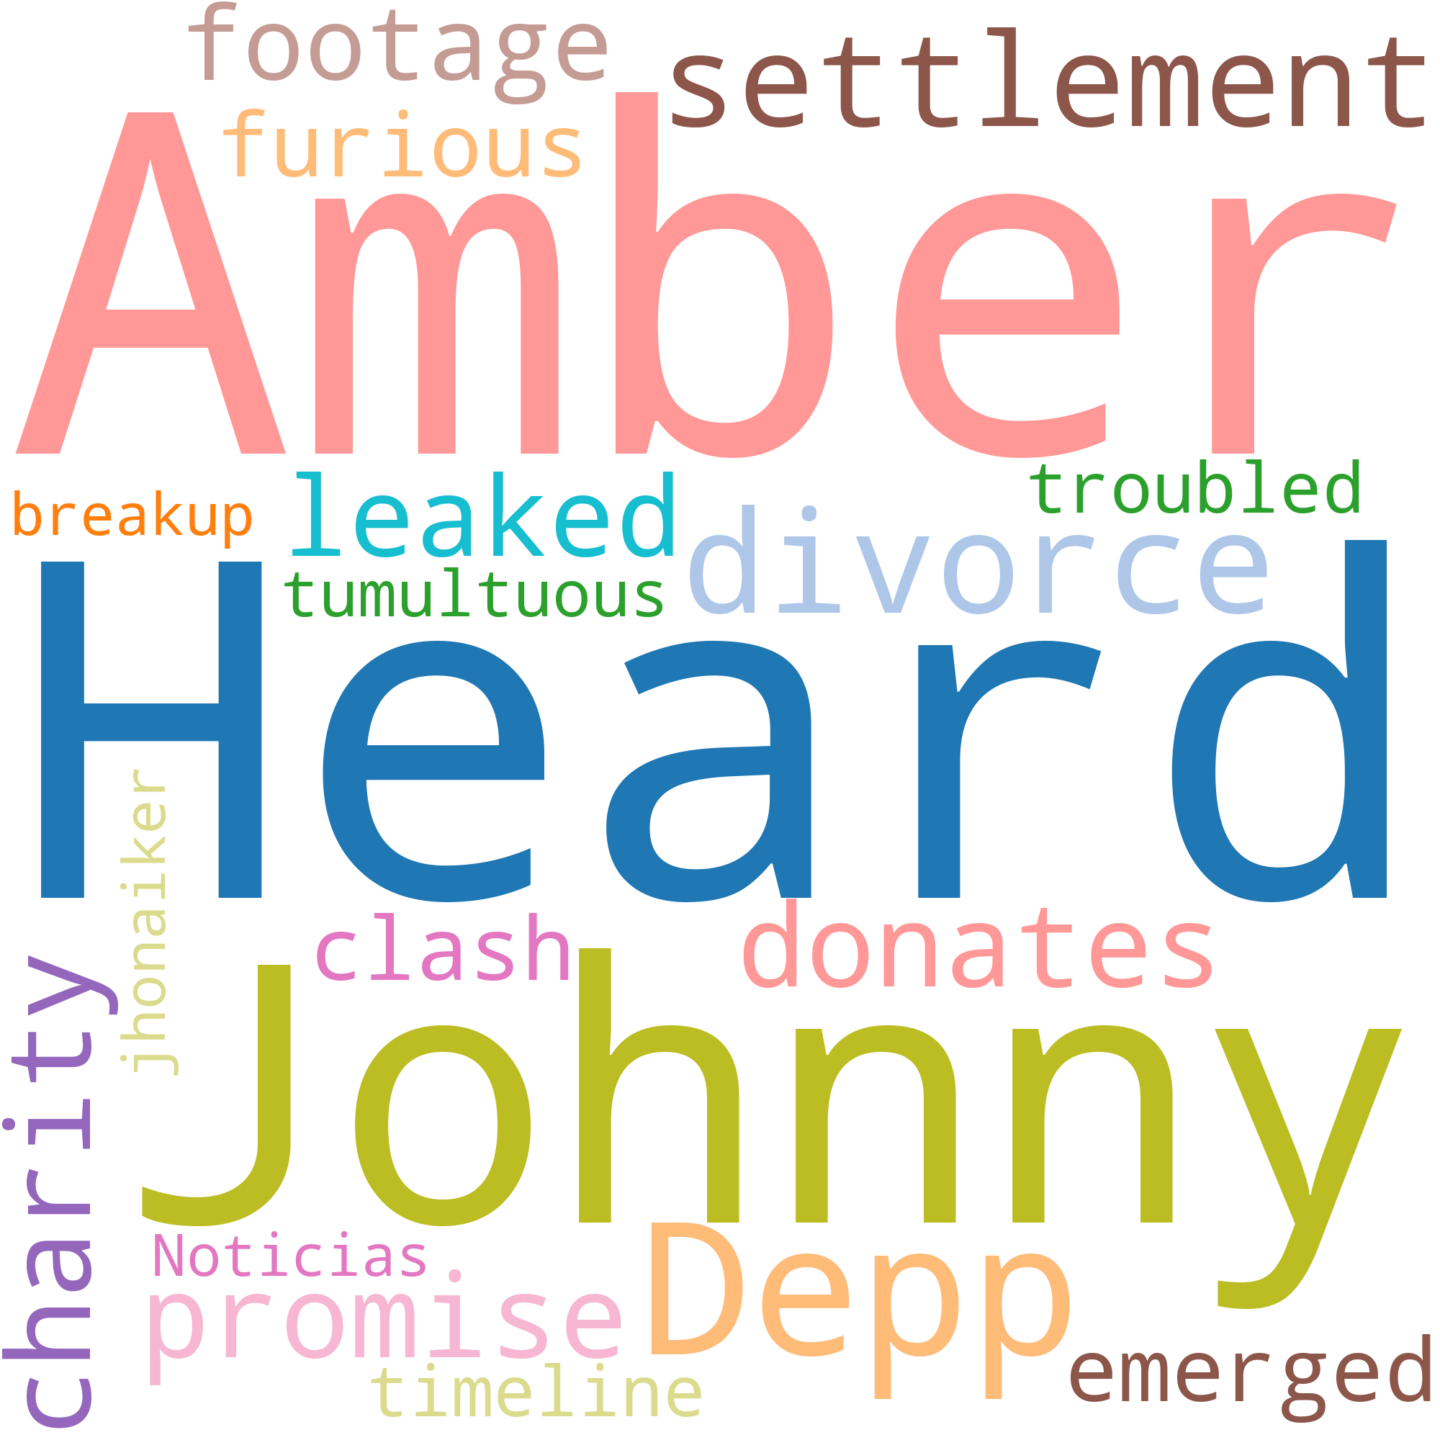 footage
settlement
furious
Amber
breakup
leaked
troubled
tumultuous
divorce
Heard
jhonaiker
clash
donates
charity
Johnny
Noticias
promise
Depp
timeline
emerged